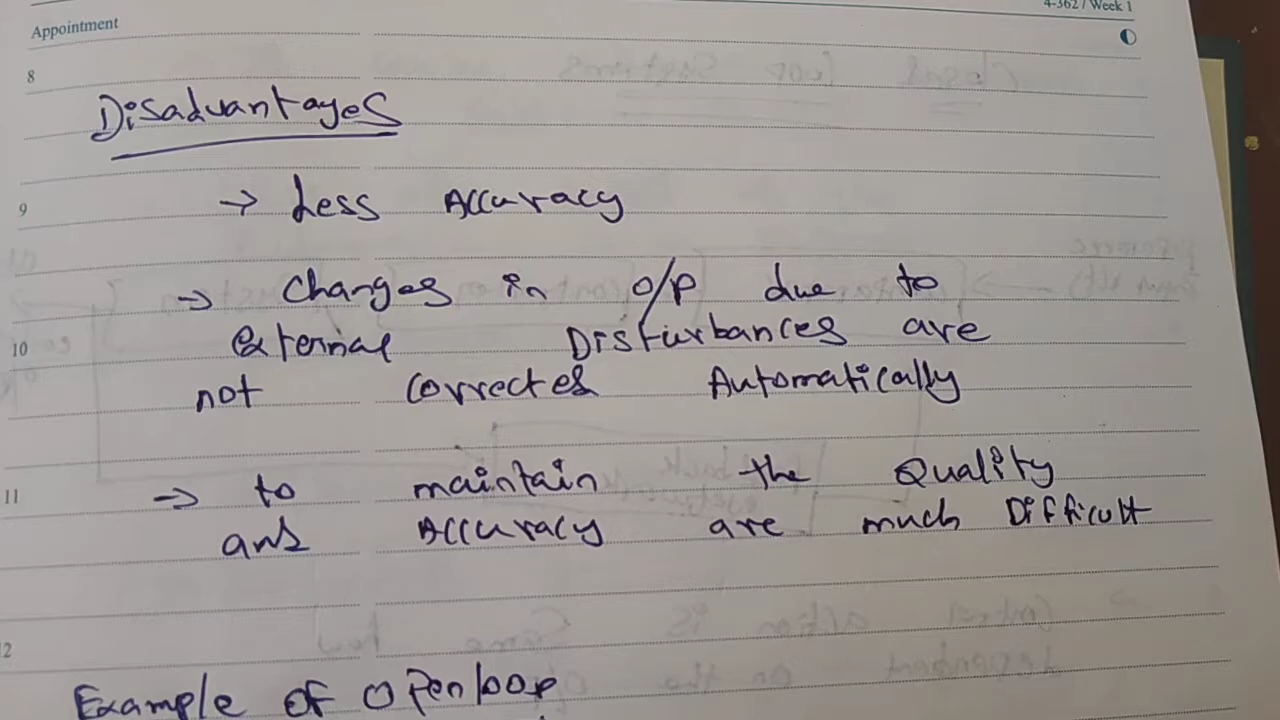 4-362 / Week 1
Appointment
8
Disadvantages
9
→ Less Accuracy
→ changes in o/p due to
10
external Disturbances are
not corrected Automatically
11
→ to maintain the Quality
and Accuracy are much Difficult
12
Example of openloop